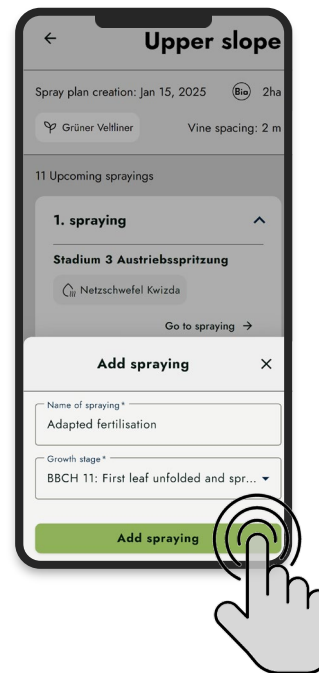 Upper slope
Spray plan creation: Jan 15, 2025 Bio 2ha
Grüner Veltliner Vine spacing: 2 m
11 Upcoming sprayings
1. spraying
Stadium 3 Austriebsspritzung
Netzschwefel Kwizda
Go to spraying →
Add spraying
Name of spraying*
Adapted fertilisation
Growth stage*
BBCH 11: First leaf unfolded and spr...
Add spraying